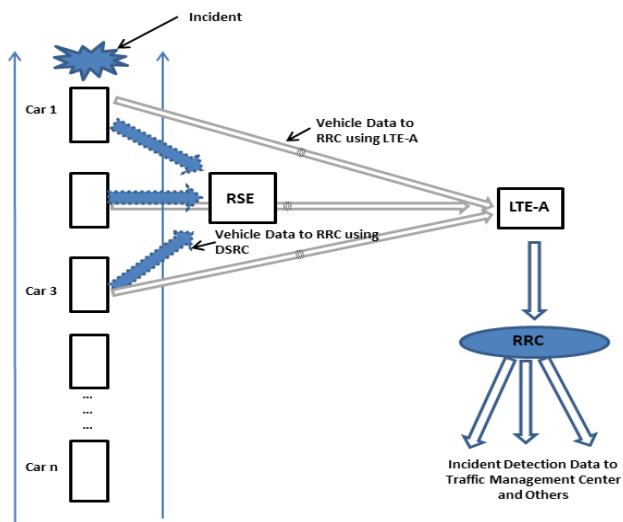 Incident
Car 1
Vehicle Data to
RRC using LTE-A
RSE
LTE-A
Vehicle Data to RRC using
DSRC
Car 3
RRC
...
...
...
Car n
Incident Detection Data to
Traffic Management Center
and Others